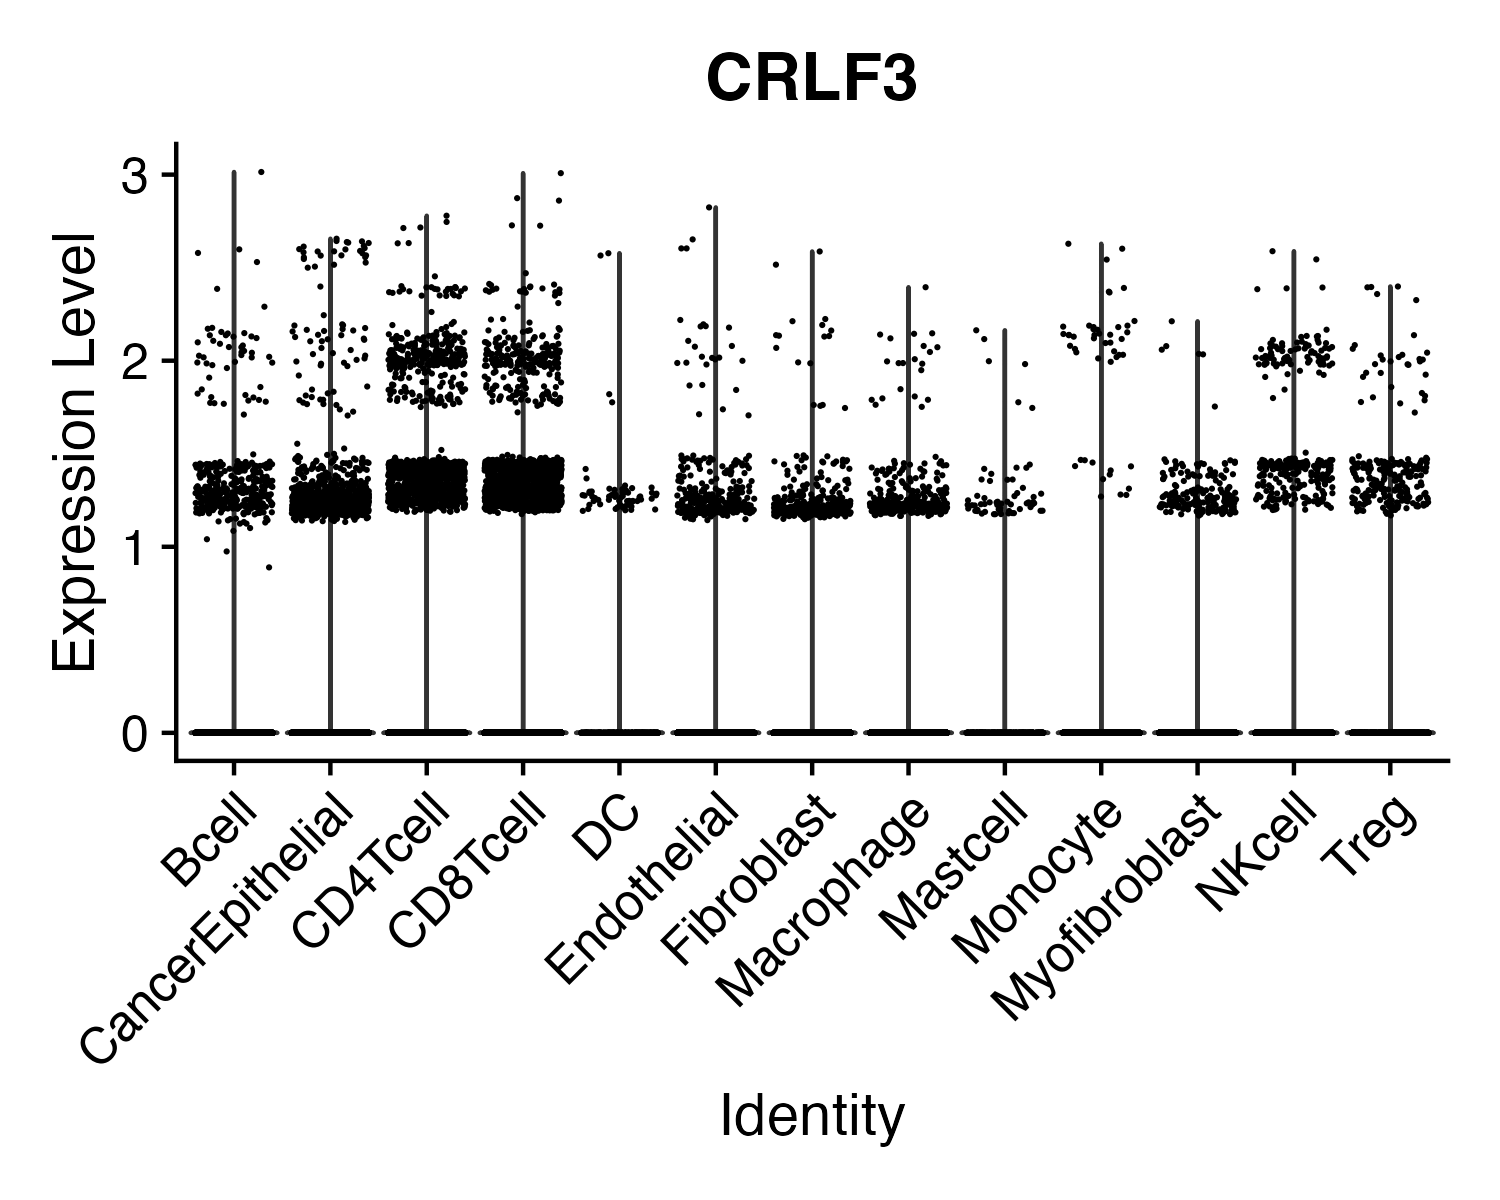 CRLF3
Expression Level
3
2
1
0
Bcell
CancerEpithelial
CD4Tcell
CD8Tcell
DC
Endothelial
Fibroblast
Macrophage
Mastcell
Monocyte
Myofibroblast
NKcell
Treg
Identity